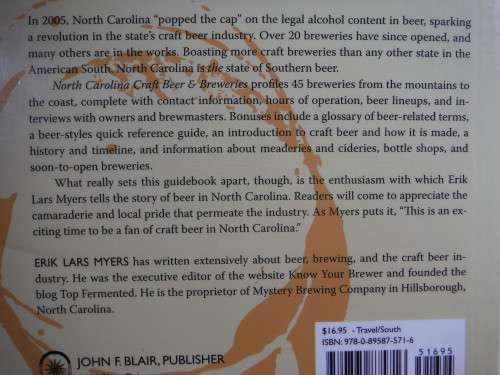 In 2005, North Carolina “popped the cap” on the legal alcohol content in beer, sparking
a revolution in the state’s craft beer industry. Over 20 breweries have since opened, and
many others are in the works. Boasting more craft breweries than any other state in the
American South, North Carolina is the state of Southern beer.
North Carolina Craft Beer & Breweries profiles 45 breweries from the mountains to
the coast, complete with contact information, hours of operation, beer lineups, and in-
terviews with owners and brewmasters. Bonuses include a glossary of beer-related terms,
a beer-styles quick reference guide, an introduction to craft beer and how it is made, a
history and timeline, and information about meaderies and cideries, bottle shops, and
soon-to-open breweries.
What really sets this guidebook apart, though, is the enthusiasm with which Erik
Lars Myers tells the story of beer in North Carolina. Readers will come to appreciate the
camaraderie and local pride that permeate the industry. As Myers puts it, “This is an ex-
citing time to be a fan of craft beer in North Carolina.”
ERIK LARS MYERS has written extensively about beer, brewing, and the craft beer in-
dustry. He was the executive editor of the website Know Your Brewer and founded the
blog Top Fermented. He is the proprietor of Mystery Brewing Company in Hillsborough,
North Carolina.
$16.95 - Travel/South
ISBN: 978-0-89587-571-6
51695
JOHN F. BLAIR, PUBLISHER